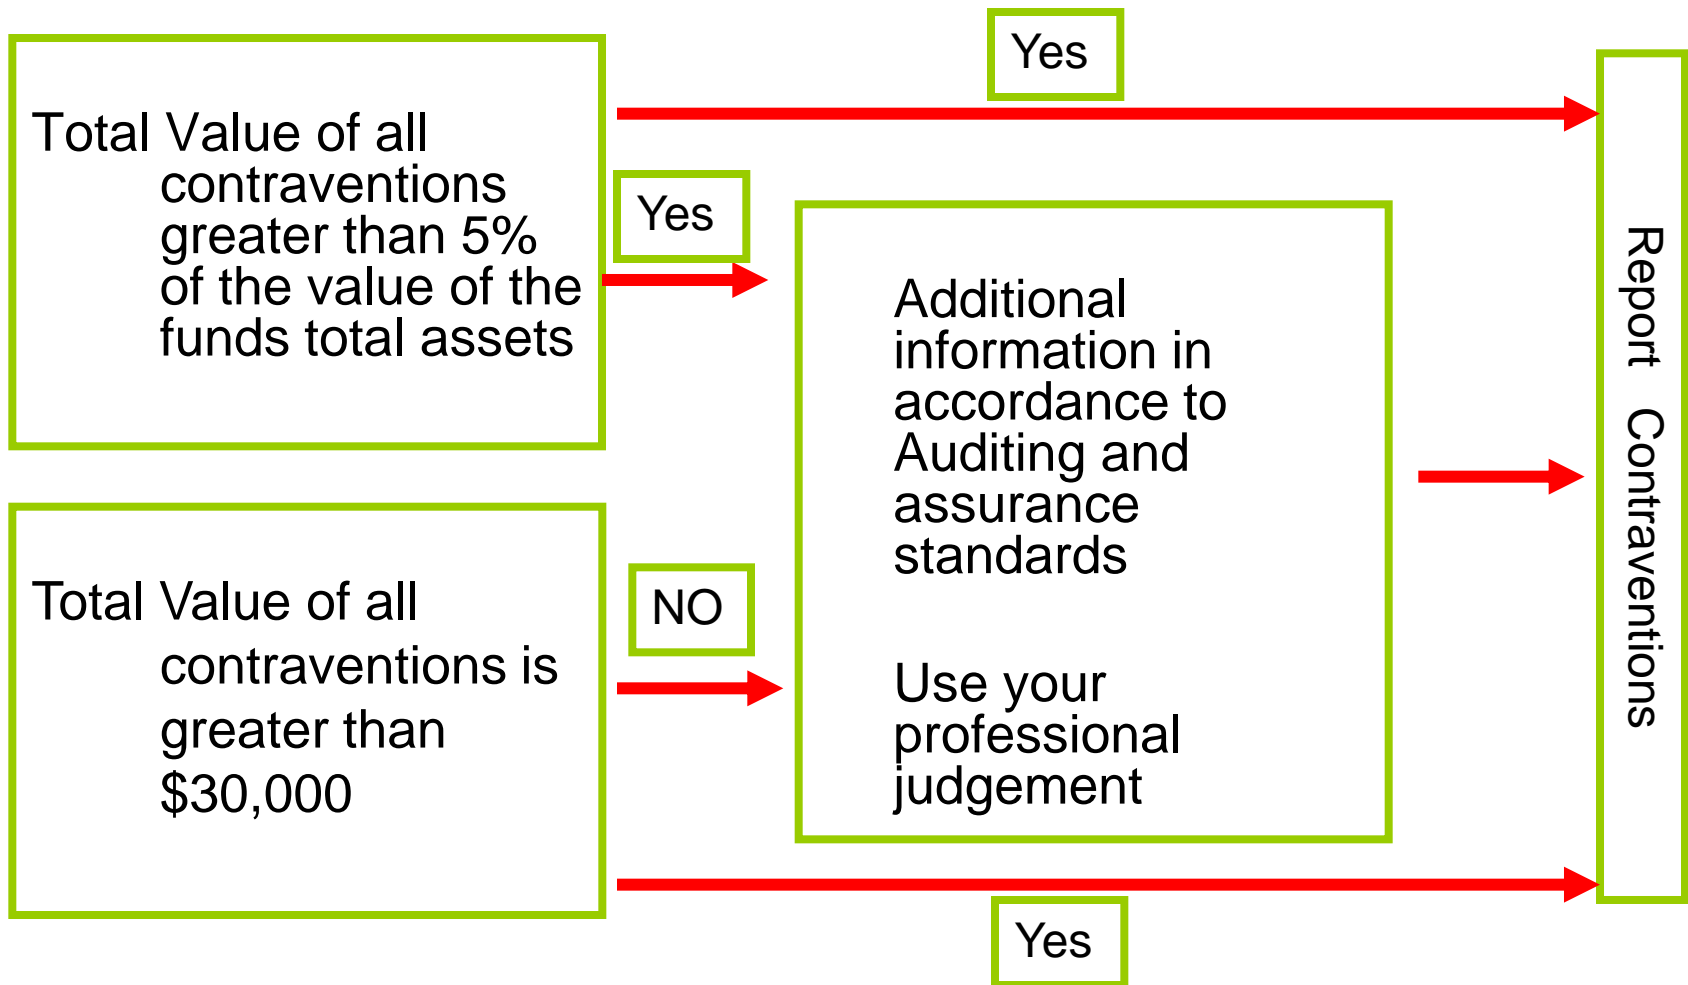 Yes
Total Value of all
contraventions
greater than 5%
of the value of the
funds total assets
Yes
Additional
information in
accordance to
Auditing and
assurance
standards
Use your
professional
judgement
Total Value of all
contraventions is
greater than
$30,000
NO
Yes
Report Contraventions